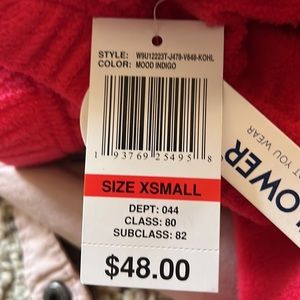 STYLE: W9U12223T-J479-V648-KOHL
COLOR: MOOD INDIGO
1 93769 25495 8
SIZE XSMALL
DEPT: 044
CLASS: 80
SUBCLASS: 82
$48.00
OWER
T YOU WEAR